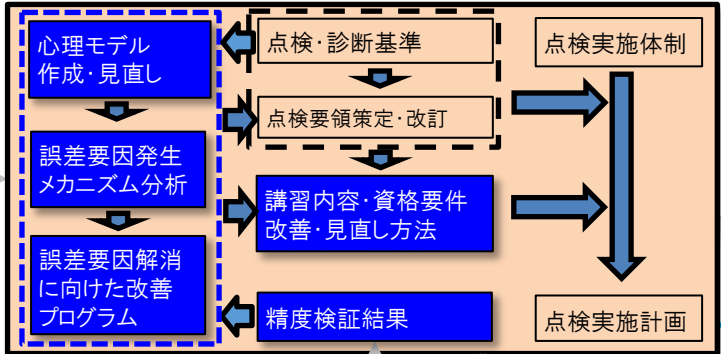 心理モデル
作成・見直し
誤差要因発生
メカニズム分析
誤差要因解消
に向けた改善
プログラム
点検・診断基準
点検要領策定・改訂
講習内容・資格要件
改善・見直し方法
精度検証結果
点検実施体制
点検実施計画